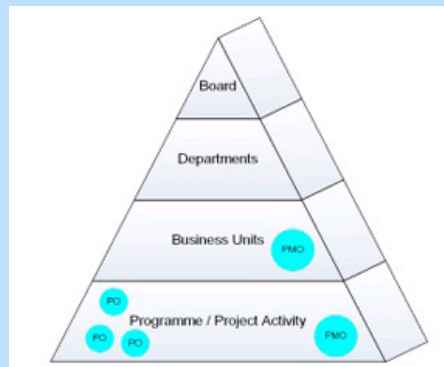 Board
Departments
Business Units
PMO
PO
Programme / Project Activity
PO
PO
PMO